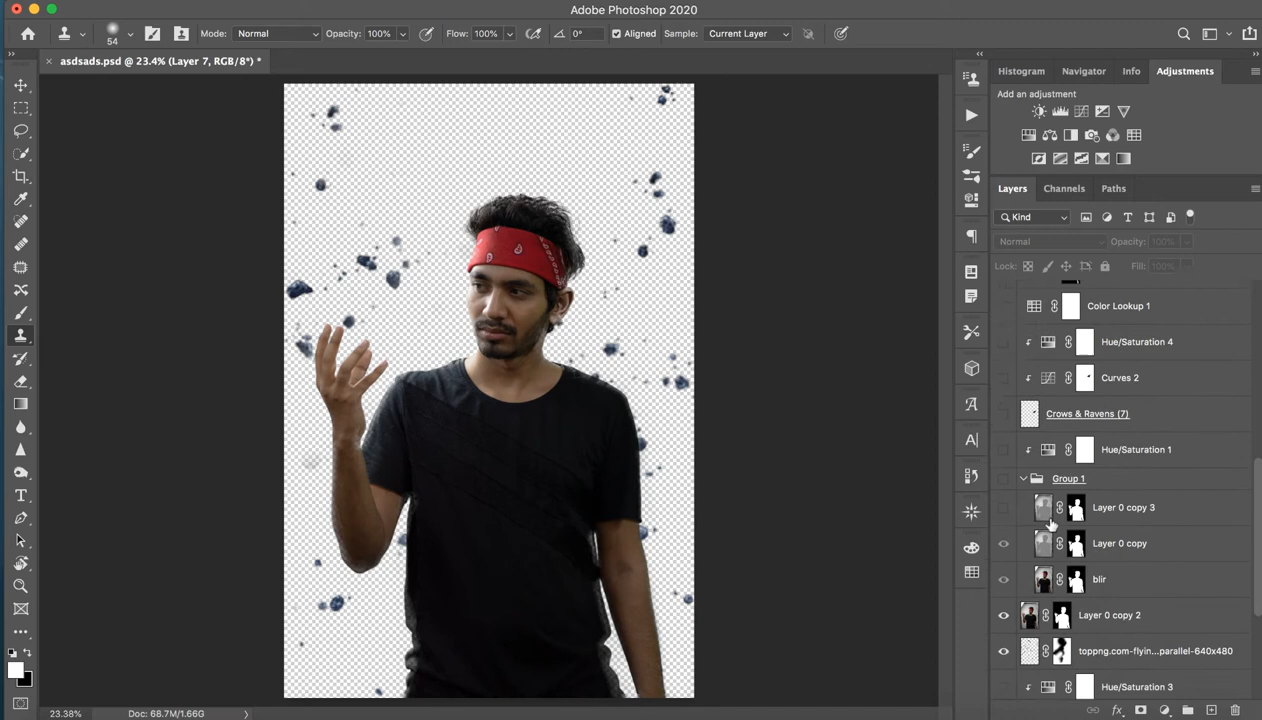 Adobe Photoshop 2020
54
Mode: Normal
Opacity: 100%
Flow: 100%
0°
Aligned
Sample: Current Layer
asdsads.psd @ 23.4% (Layer 7, RGB/8*) *
Histogram
Navigator
Info
Adjustments
Add an adjustment
Layers
Channels
Paths
Kind
Normal
Opacity: 100%
Lock:
Fill: 100%
Color Lookup 1
Hue/Saturation 4
Curves 2
Crows & Ravens (7)
Hue/Saturation 1
Group 1
Layer 0 copy 3
Layer 0 copy
blir
Layer 0 copy 2
toppng.com-flyin...parallel-640x480
Hue/Saturation 3
23.38%
Doc: 68.7M/1.66G